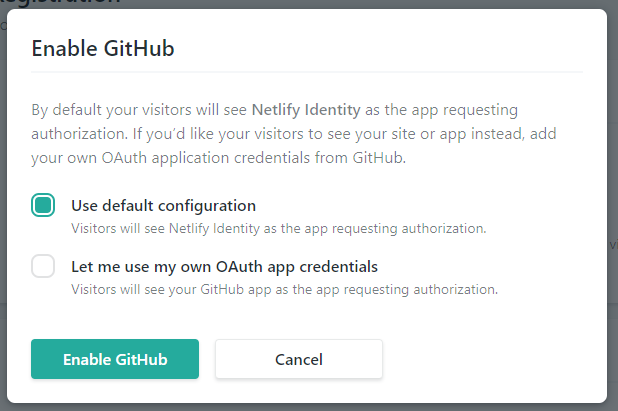 Enable GitHub
By default your visitors will see Netlify Identity as the app requesting
authorization. If you'd like your visitors to see your site or app instead, add
your own OAuth application credentials from GitHub.
Use default configuration
Visitors will see Netlify Identity as the app requesting authorization.
Let me use my own OAuth app credentials
Visitors will see your GitHub app as the app requesting authorization.
Enable GitHub
Cancel